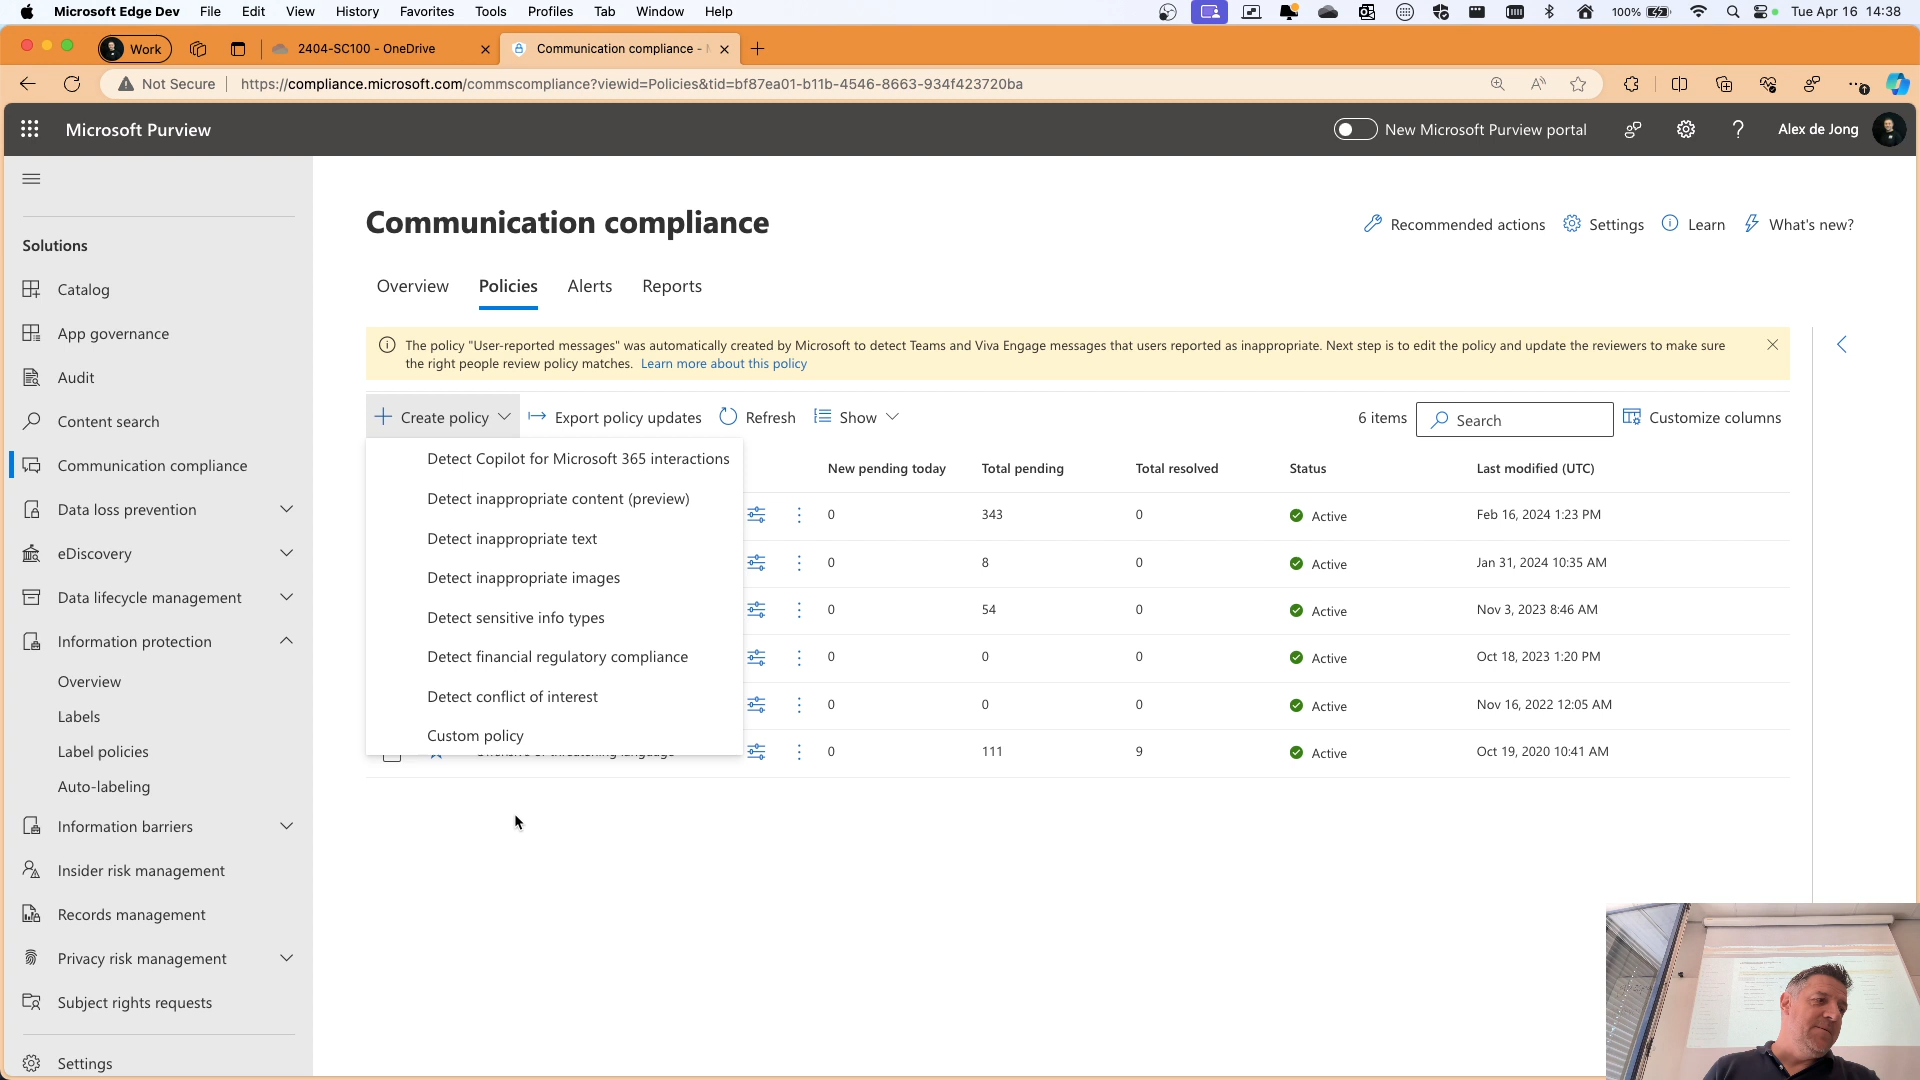 Microsoft Edge Dev File Edit View History Favorites Tools Profiles Tab Window Help 100% Tue Apr 16 14:38
Work 2404-SC100 - OneDrive Communication compliance -
Not Secure https://compliance.microsoft.com/commscompliance?viewid=Policies&tid=bf87ea01-b11b-4546-8663-934f423720ba
Microsoft Purview New Microsoft Purview portal ? Alex de Jong
Solutions
Catalog
App governance
Audit
Content search
Communication compliance
Data loss prevention
eDiscovery
Data lifecycle management
Information protection
Overview
Labels
Label policies
Auto-labeling
Information barriers
Insider risk management
Records management
Privacy risk management
Subject rights requests
Settings
Communication compliance
Recommended actions Settings Learn What's new?
Overview Policies Alerts Reports
The policy "User-reported messages" was automatically created by Microsoft to detect Teams and Viva Engage messages that users reported as inappropriate. Next step is to edit the policy and update the reviewers to make sure
the right people review policy matches. Learn more about this policy
Create policy Export policy updates Refresh Show 6 items Search Customize columns
Detect Copilot for Microsoft 365 interactions
Detect inappropriate content (preview)
Detect inappropriate text
Detect inappropriate images
Detect sensitive info types
Detect financial regulatory compliance
Detect conflict of interest
Custom policy
New pending today Total pending Total resolved Status Last modified (UTC)
0 343 0 Active Feb 16, 2024 1:23 PM
0 8 0 Active Jan 31, 2024 10:35 AM
0 54 0 Active Nov 3, 2023 8:46 AM
0 0 0 Active Oct 18, 2023 1:20 PM
0 0 0 Active Nov 16, 2022 12:05 AM
0 111 9 Active Oct 19, 2020 10:41 AM